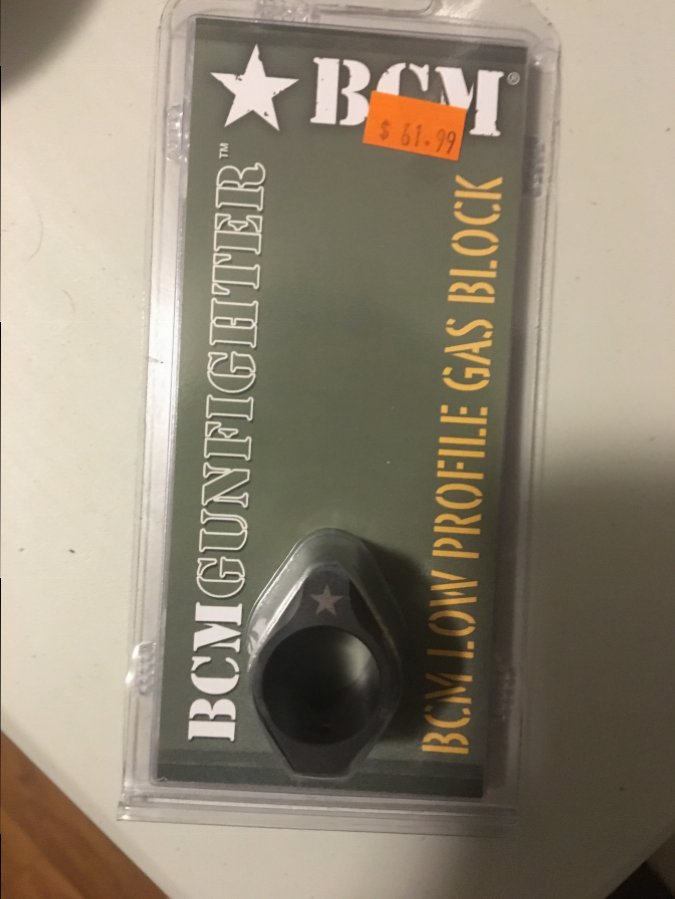 BCM®
$ 61.99
BCMGUNFIGHTER™
BCM LOW PROFILE GAS BLOCK